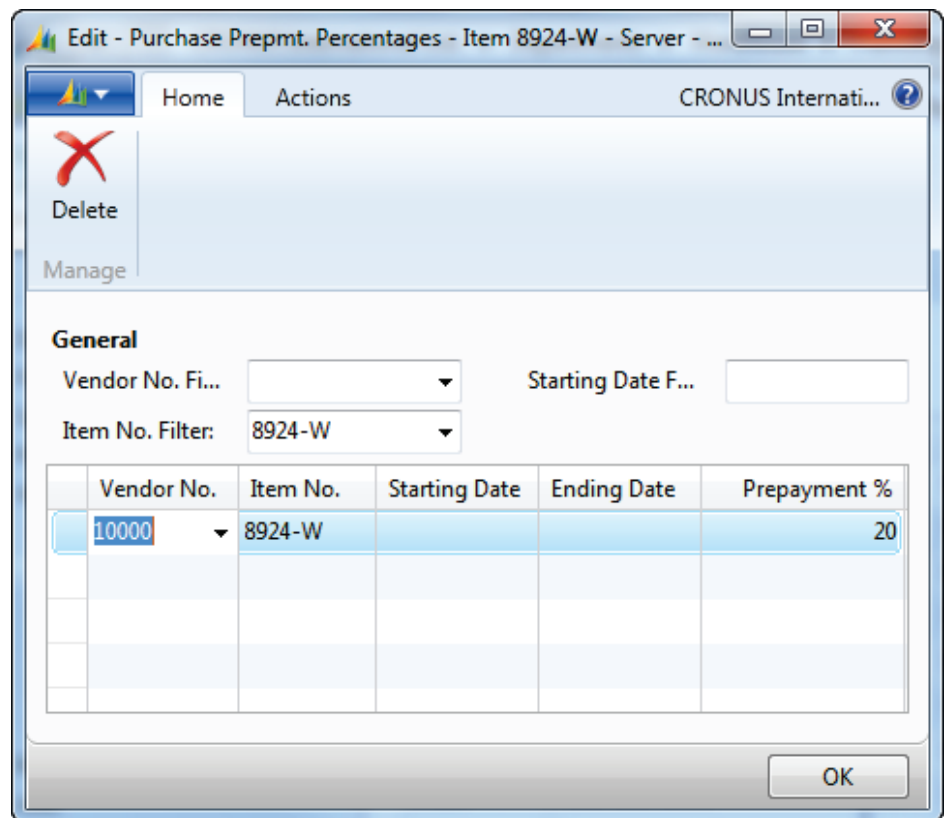 Edit - Purchase Prepmt. Percentages - Item 8924-W - Server - ...
Home Actions CRONUS Internati...
Delete
Manage
General
Vendor No. Fi... Starting Date F...
Item No. Filter: 8924-W
Vendor No. Item No. Starting Date Ending Date Prepayment %
10000 8924-W 20
OK